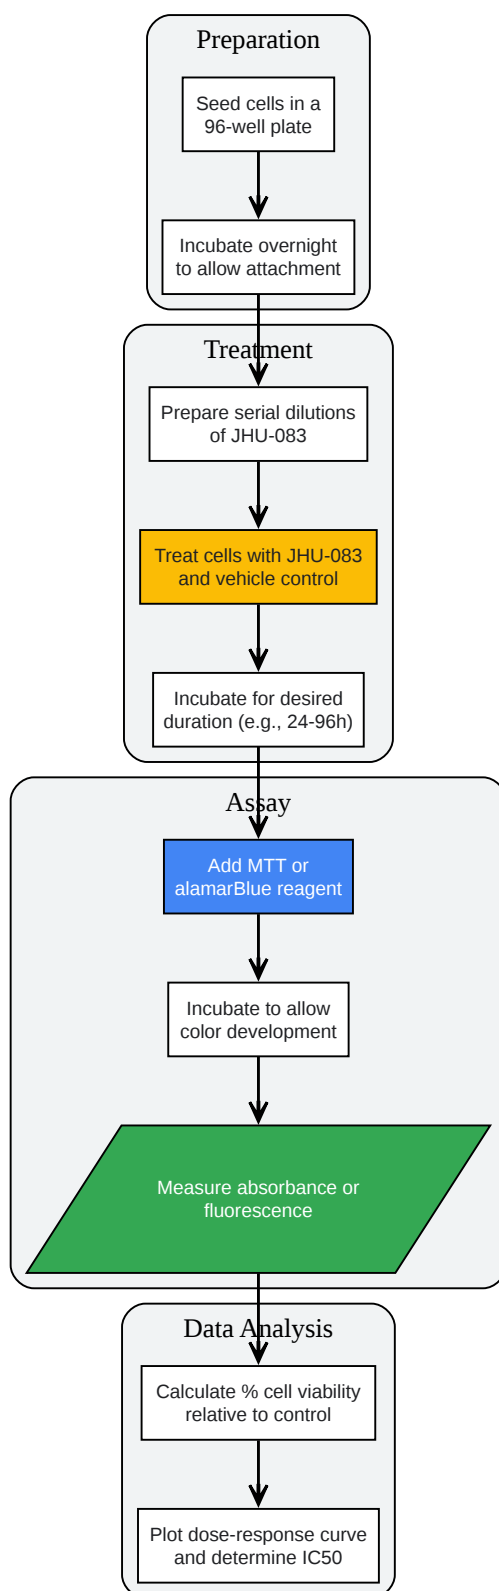 Preparation
Seed cells in a
96-well plate
Incubate overnight
to allow attachment
Treatment
Prepare serial dilutions
of JHU-083
Treat cells with JHU-083
and vehicle control
Incubate for desired
duration (e.g., 24-96h)
Assay
Add MTT or
alamarBlue reagent
Incubate to allow
color development
Measure absorbance or
fluorescence
Data Analysis
Calculate % cell viability
relative to control
Plot dose-response curve
and determine IC50